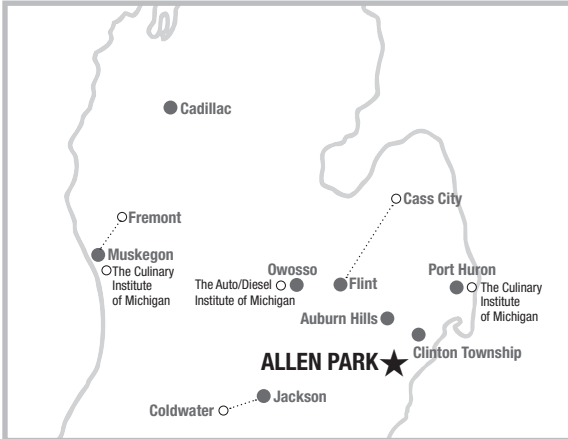 Cadillac
Cass City
Fremont
Muskegon
The Culinary
Institute
of Michigan
Owosso
The Auto/Diesel
Institute of Michigan
Flint
Port Huron
The Culinary
Institute
of Michigan
Auburn Hills
Clinton Township
ALLEN PARK
Jackson
Coldwater